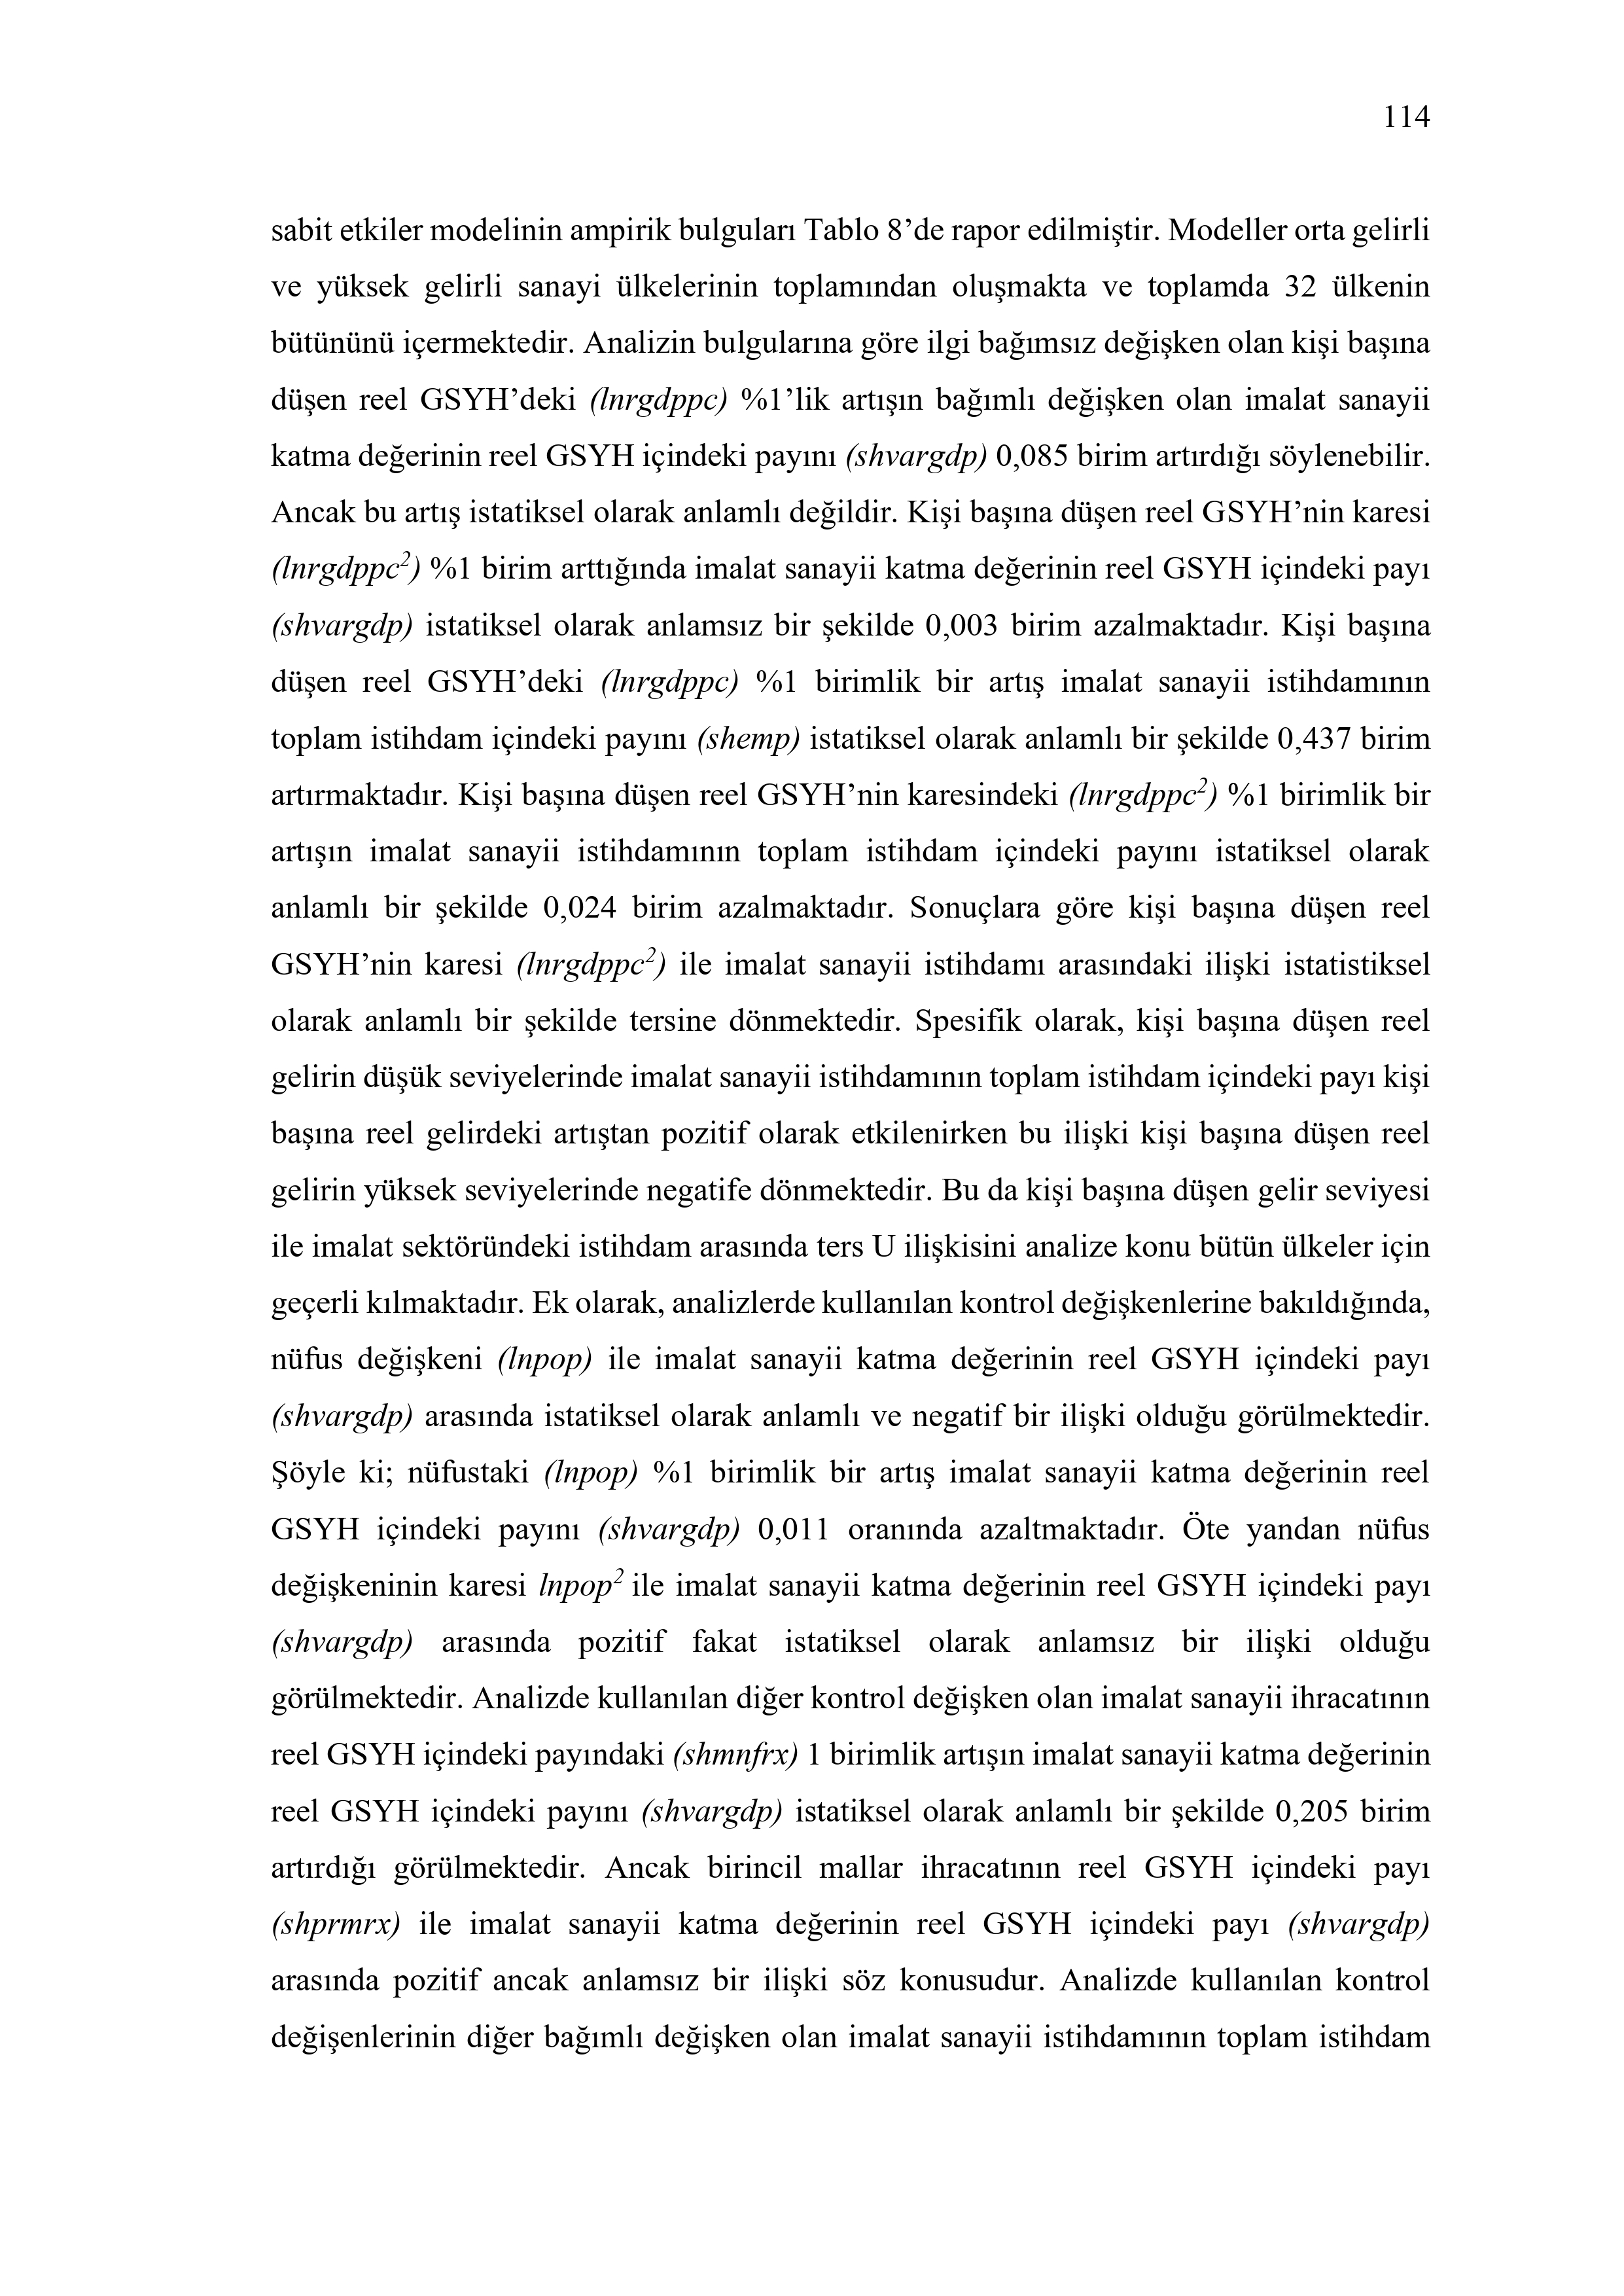 114
sabit etkiler modelinin ampirik bulguları Tablo 8’de rapor edilmiştir. Modeller orta gelirli
ve yüksek gelirli sanayi ülkelerinin toplamından oluşmakta ve toplamda 32 ülkenin
bütününü içermektedir. Analizin bulgularına göre ilgi bağımsız değişken olan kişi başına
düşen reel GSYH’deki (lnrgdppc) %1’lik artışın bağımlı değişken olan imalat sanayii
katma değerinin reel GSYH içindeki payını (shvargdp) 0,085 birim artırdığı söylenebilir.
Ancak bu artış istatiksel olarak anlamlı değildir. Kişi başına düşen reel GSYH’nin karesi
(lnrgdppc²) %1 birim arttığında imalat sanayii katma değerinin reel GSYH içindeki payı
(shvargdp) istatiksel olarak anlamsız bir şekilde 0,003 birim azalmaktadır. Kişi başına
düşen reel GSYH’deki (lnrgdppc) %1 birimlik bir artış imalat sanayii istihdamının
toplam istihdam içindeki payını (shemp) istatiksel olarak anlamlı bir şekilde 0,437 birim
artırmaktadır. Kişi başına düşen reel GSYH’nin karesindeki (lnrgdppc²) %1 birimlik bir
artışın imalat sanayii istihdamının toplam istihdam içindeki payını istatiksel olarak
anlamlı bir şekilde 0,024 birim azalmaktadır. Sonuçlara göre kişi başına düşen reel
GSYH’nin karesi (lnrgdppc²) ile imalat sanayii istihdamı arasındaki ilişki istatistiksel
olarak anlamlı bir şekilde tersine dönmektedir. Spesifik olarak, kişi başına düşen reel
gelirin düşük seviyelerinde imalat sanayii istihdamının toplam istihdam içindeki payı kişi
başına reel gelirdeki artıştan pozitif olarak etkilenirken bu ilişki kişi başına düşen reel
gelirin yüksek seviyelerinde negatife dönmektedir. Bu da kişi başına düşen gelir seviyesi
ile imalat sektöründeki istihdam arasında ters U ilişkisini analize konu bütün ülkeler için
geçerli kılmaktadır. Ek olarak, analizlerde kullanılan kontrol değişkenlerine bakıldığında,
nüfus değişkeni (lnpop) ile imalat sanayii katma değerinin reel GSYH içindeki payı
(shvargdp) arasında istatiksel olarak anlamlı ve negatif bir ilişki olduğu görülmektedir.
Şöyle ki; nüfustaki (lnpop) %1 birimlik bir artış imalat sanayii katma değerinin reel
GSYH içindeki payını (shvargdp) 0,011 oranında azaltmaktadır. Öte yandan nüfus
değişkeninin karesi lnpop² ile imalat sanayii katma değerinin reel GSYH içindeki payı
(shvargdp) arasında pozitif fakat istatiksel olarak anlamsız bir ilişki olduğu
görülmektedir. Analizde kullanılan diğer kontrol değişken olan imalat sanayii ihracatının
reel GSYH içindeki payındaki (shmnfrx) 1 birimlik artışın imalat sanayii katma değerinin
reel GSYH içindeki payını (shvargdp) istatiksel olarak anlamlı bir şekilde 0,205 birim
artırdığı görülmektedir. Ancak birincil mallar ihracatının reel GSYH içindeki payı
(shprmrx) ile imalat sanayii katma değerinin reel GSYH içindeki payı (shvargdp)
arasında pozitif ancak anlamsız bir ilişki söz konusudur. Analizde kullanılan kontrol
değişenlerinin diğer bağımlı değişken olan imalat sanayii istihdamının toplam istihdam